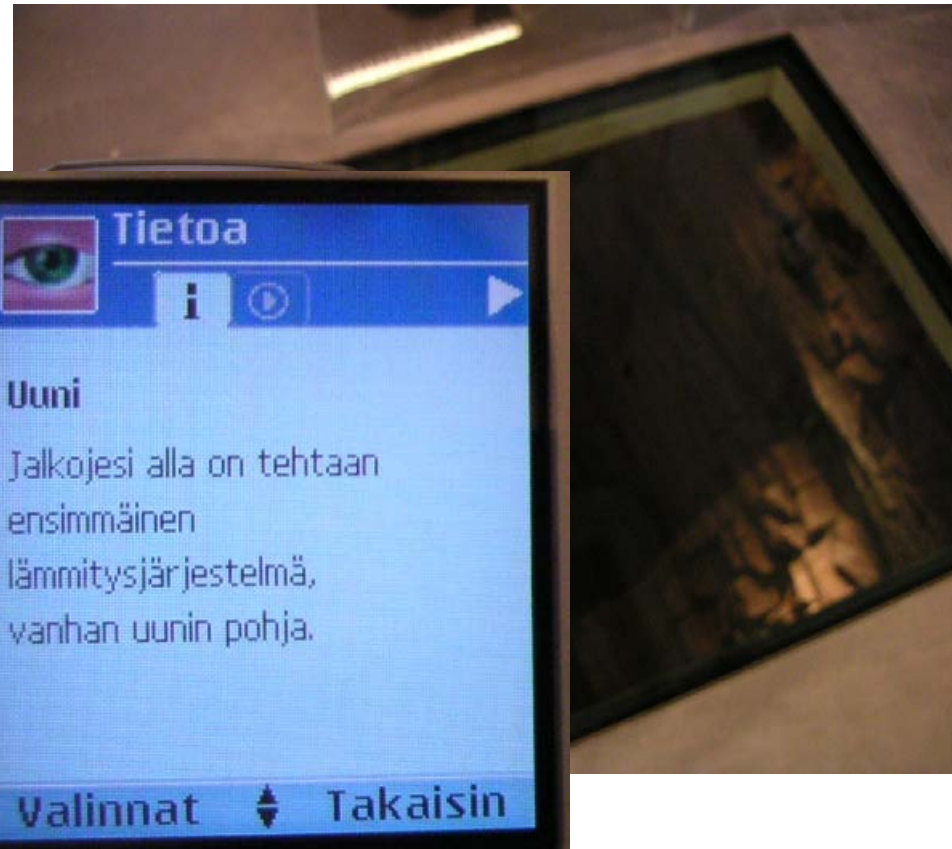 Tietoa
i
Uuni
Jalkojesi alla on tehtaan
ensimmäinen
lämmitysjärjestelmä,
vanhan uunin pohja.
Valinnat Takaisin